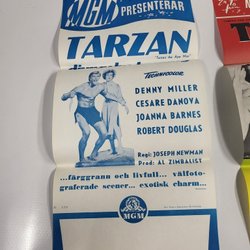 MGM
PRESENTERAR
TARZAN
"Tarzan the Ape Man"
TECHNICOLOR
DENNY MILLER
CESARE DANOVA
JOANNA BARNES
ROBERT DOUGLAS
Regi: JOSEPH NEWMAN
Prod: AL ZIMBALIST
...färggrann och livfull... välfoto-
graferade scener... exotisk charm...
MGM